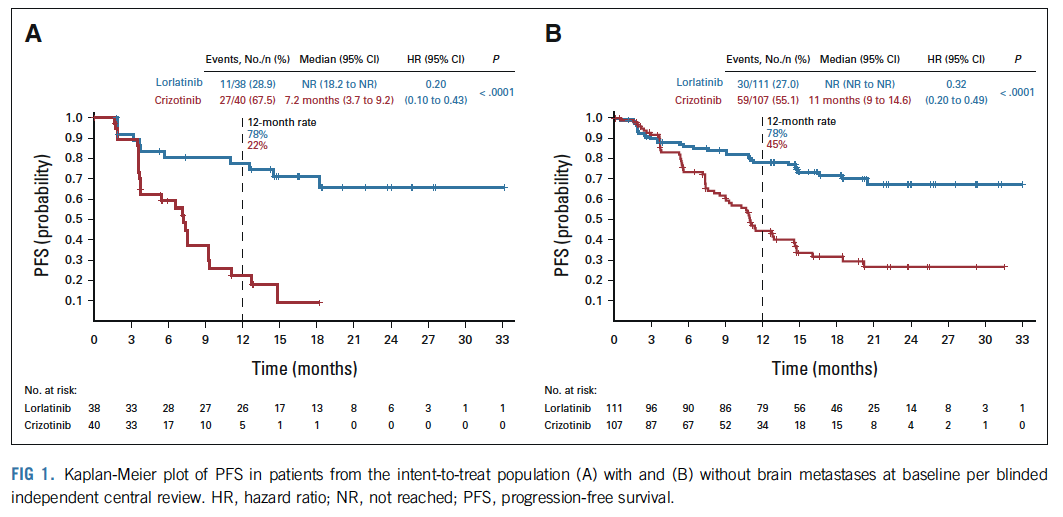 A
Events, No./n (%) Median (95% CI) HR (95% CI) P
Lorlatinib 11/38 (28.9) NR (18.2 to NR) 0.20
Crizotinib 27/40 (67.5) 7.2 months (3.7 to 9.2) (0.10 to 0.43) < .0001
12-month rate
78%
22%
PFS (probability)
1.0
0.9
0.8
0.7
0.6
0.5
0.4
0.3
0.2
0.1
0 3 6 9 12 15 18 21 24 27 30 33
Time (months)
No. at risk:
Lorlatinib 38 33 28 27 26 17 13 8 6 3 1 1
Crizotinib 40 33 17 10 5 1 1 0 0 0 0 0
B
Events, No./n (%) Median (95% CI) HR (95% CI) P
Lorlatinib 30/111 (27.0) NR (NR to NR) 0.32
Crizotinib 59/107 (55.1) 11 months (9 to 14.6) (0.20 to 0.49) < .0001
12-month rate
78%
45%
PFS (probability)
1.0
0.9
0.8
0.7
0.6
0.5
0.4
0.3
0.2
0.1
0 3 6 9 12 15 18 21 24 27 30 33
Time (months)
No. at risk:
Lorlatinib 111 96 90 86 79 56 46 25 14 8 3 1
Crizotinib 107 87 67 52 34 18 15 8 4 2 1 0
FIG 1. Kaplan-Meier plot of PFS in patients from the intent-to-treat population (A) with and (B) without brain metastases at baseline per blinded
independent central review. HR, hazard ratio; NR, not reached; PFS, progression-free survival.